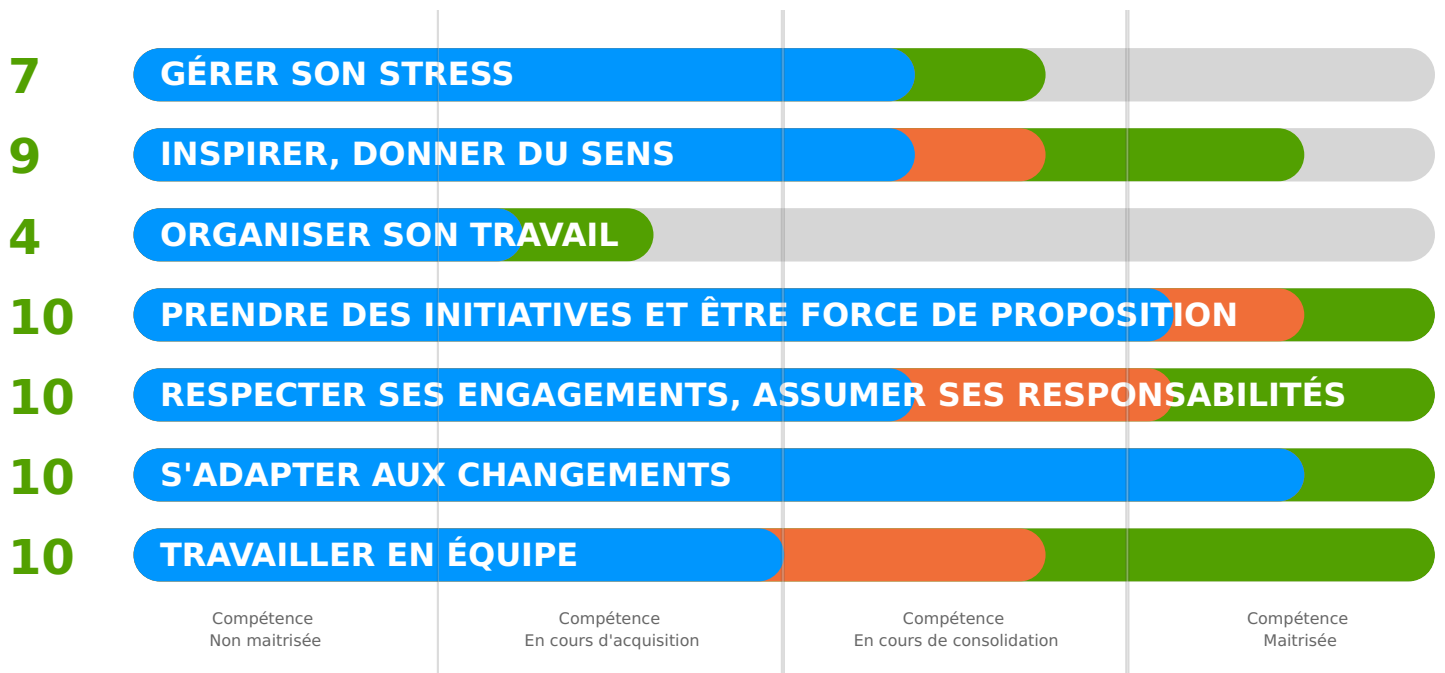 7 GÉRER SON STRESS
9 INSPIRER, DONNER DU SENS
4 ORGANISER SON TRAVAIL
10 PRENDRE DES INITIATIVES ET ÊTRE FORCE DE PROPOSITION
10 RESPECTER SES ENGAGEMENTS, ASSUMER SES RESPONSABILITÉS
10 S'ADAPTER AUX CHANGEMENTS
10 TRAVAILLER EN ÉQUIPE
Compétence
Non maitrisée
Compétence
En cours d'acquisition
Compétence
En cours de consolidation
Compétence
Maitrisée